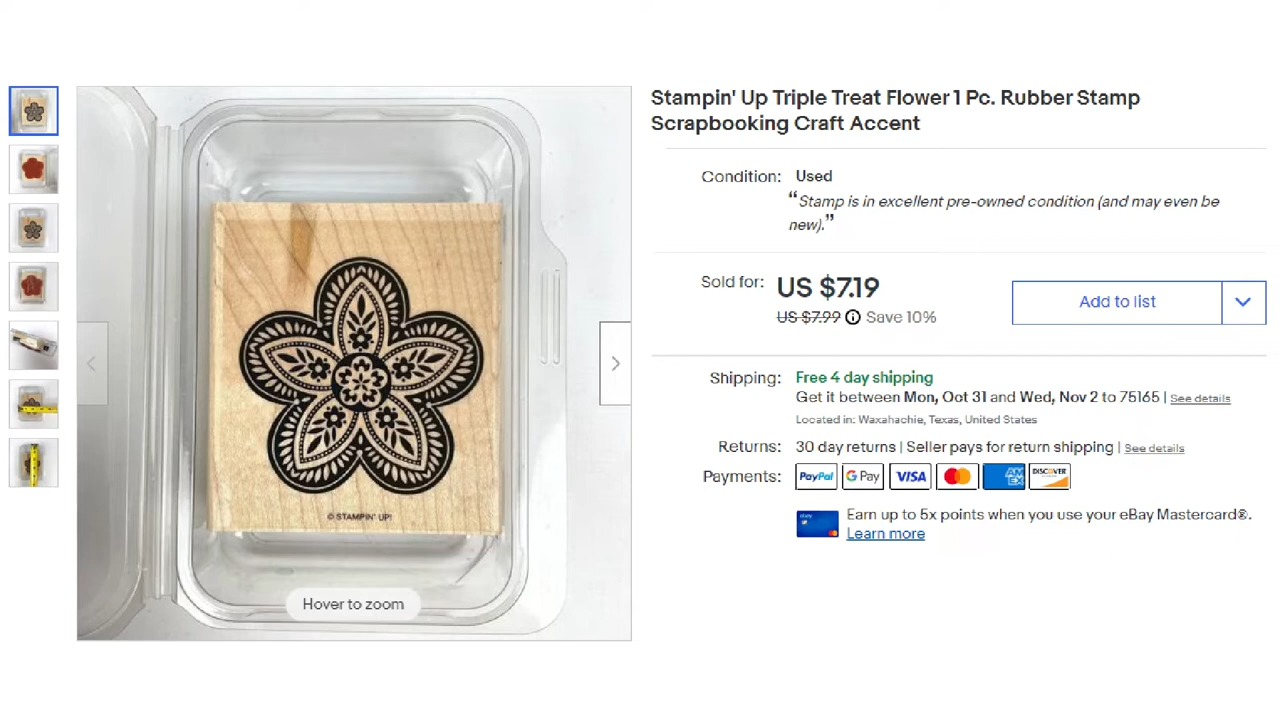 Stampin' Up Triple Treat Flower 1 Pc. Rubber Stamp
Scrapbooking Craft Accent
Condition: Used
“Stamp is in excellent pre-owned condition (and may even be
new).”
Sold for: US $7.19
US $7.99 Save 10%
Add to list
Shipping: Free 4 day shipping
Get it between Mon, Oct 31 and Wed, Nov 2 to 75165 | See details
Located in: Waxahachie, Texas, United States
Returns: 30 day returns | Seller pays for return shipping | See details
Payments: PayPal G Pay VISA AM EX DISCOVER
ebay
Earn up to 5x points when you use your eBay Mastercard®.
Learn more
© STAMPIN' UP!
Hover to zoom